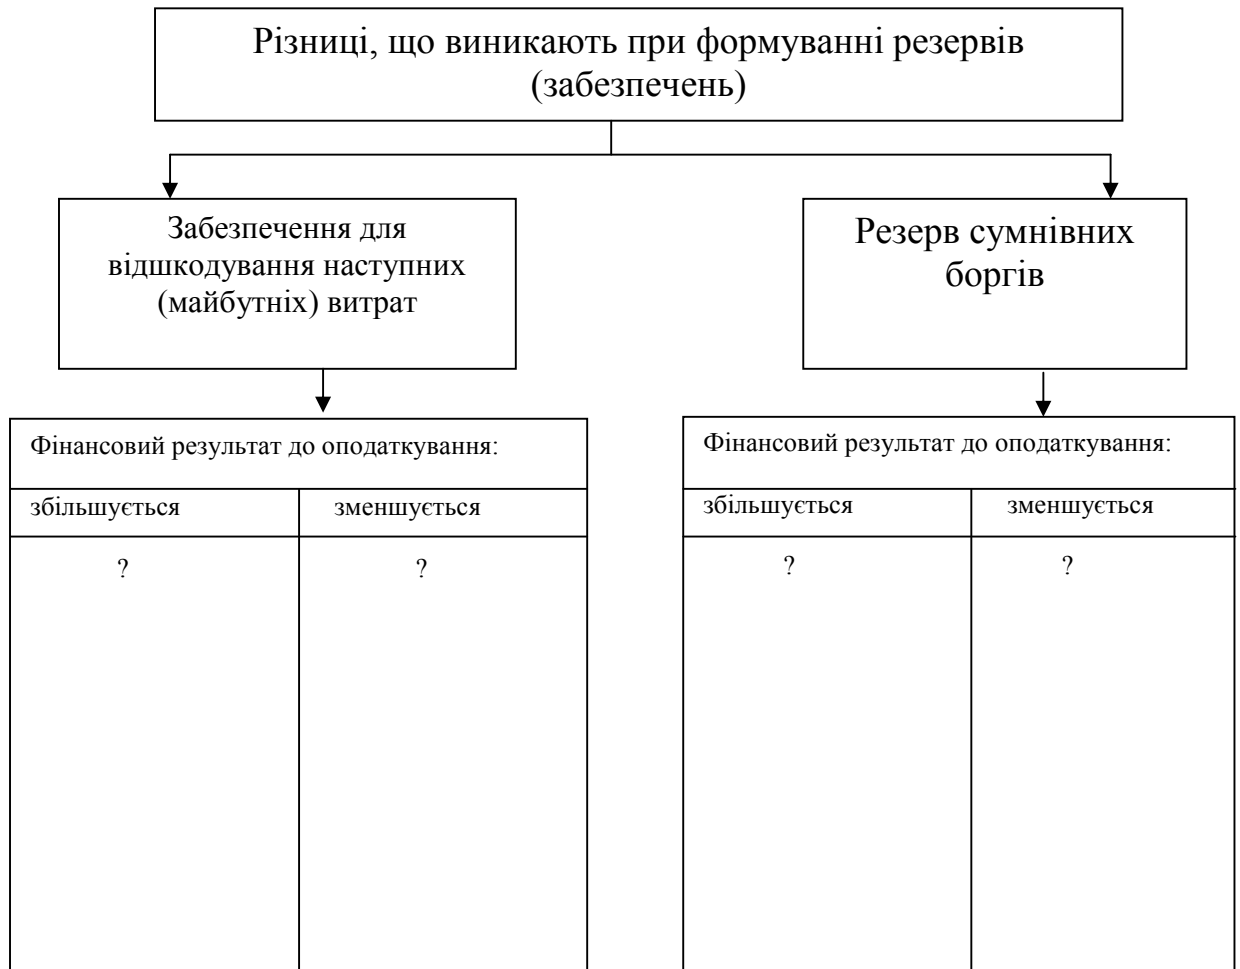 Різниці, що виникають при формуванні резервів
(забезпечень)
Забезпечення для
відшкодування наступних
(майбутніх) витрат
Резерв сумнівних
боргів
Фінансовий результат до оподаткування:
збільшується
зменшується
?
?
Фінансовий результат до оподаткування:
збільшується
зменшується
?
?